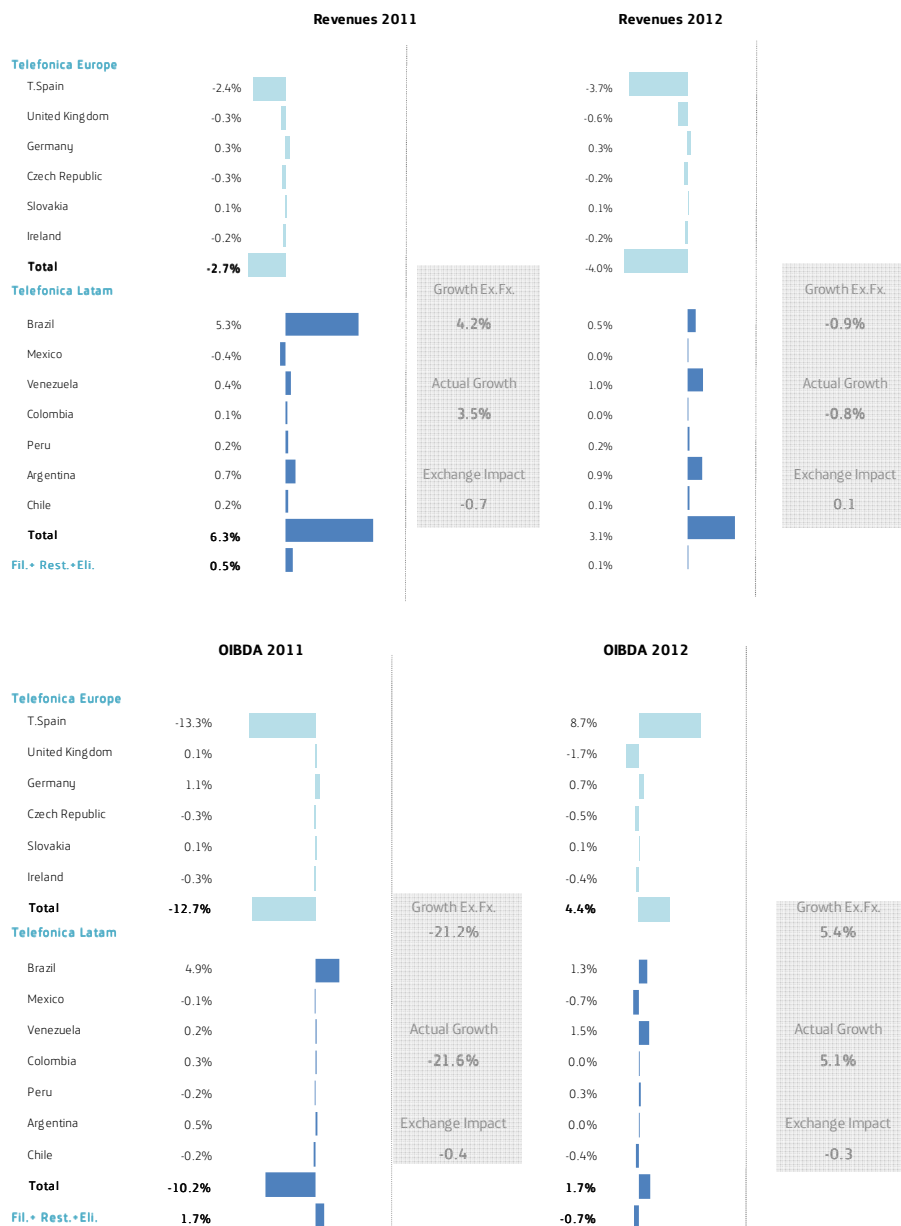 Revenues 2011 Revenues 2012
Telefonica Europe
T.Spain -2.4% -3.7%
United Kingdom -0.3% -0.6%
Germany 0.3% 0.3%
Czech Republic -0.3% -0.2%
Slovakia 0.1% 0.1%
Ireland -0.2% -0.2%
Total -2.7% -4.0%
Telefonica Latam Growth Ex.Fx. Growth Ex.Fx.
Brazil 5.3% 4.2% 0.5% -0.9%
Mexico -0.4% 0.0%
Venezuela 0.4% Actual Growth 1.0% Actual Growth
Colombia 0.1% 3.5% 0.0% -0.8%
Peru 0.2% 0.2%
Argentina 0.7% Exchange Impact 0.9% Exchange Impact
Chile 0.2% -0.7 0.1% 0.1
Total 6.3% 3.1%
Fil.+ Rest.+Eli. 0.5% 0.1%
OIBDA 2011 OIBDA 2012
Telefonica Europe
T.Spain -13.3% 8.7%
United Kingdom 0.1% -1.7%
Germany 1.1% 0.7%
Czech Republic -0.3% -0.5%
Slovakia 0.1% 0.1%
Ireland -0.3% -0.4%
Total -12.7% Growth Ex.Fx. 4.4% Growth Ex.Fx.
Telefonica Latam -21.2% 5.4%
Brazil 4.9% 1.3%
Mexico -0.1% -0.7%
Venezuela 0.2% Actual Growth 1.5% Actual Growth
Colombia 0.3% -21.6% 0.0% 5.1%
Peru -0.2% 0.3%
Argentina 0.5% Exchange Impact 0.0% Exchange Impact
Chile -0.2% -0.4 -0.4% -0.3
Total -10.2% 1.7%
Fil.+ Rest.+Eli. 1.7% -0.7%